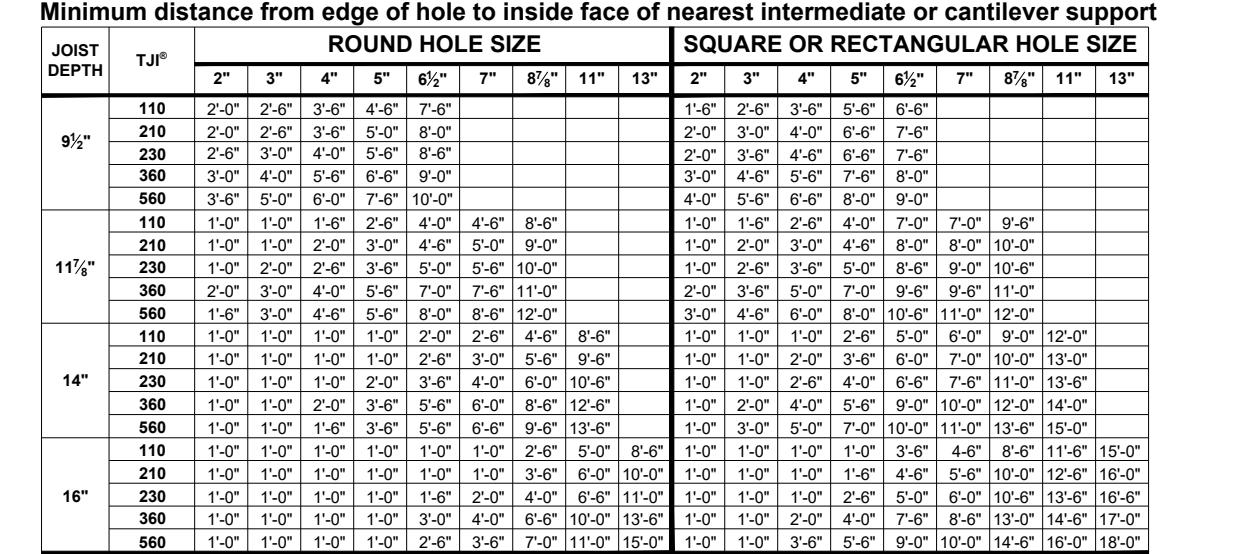 Minimum distance from edge of hole to inside face of nearest intermediate or cantilever support
JOIST DEPTH TJI® ROUND HOLE SIZE SQUARE OR RECTANGULAR HOLE SIZE
2" 3" 4" 5" 6½" 7" 8⅞" 11" 13" 2" 3" 4" 5" 6½" 7" 8⅞" 11" 13"
9½"
110 2'-0" 2'-6" 3'-6" 4'-6" 7'-6" 1'-6" 2'-6" 3'-6" 5'-6" 6'-6"
210 2'-0" 2'-6" 3'-6" 5'-0" 8'-0" 2'-0" 3'-0" 4'-0" 6'-6" 7'-6"
230 2'-6" 3'-0" 4'-0" 5'-6" 8'-6" 2'-0" 3'-6" 4'-6" 6'-6" 7'-6"
360 3'-0" 4'-0" 5'-6" 6'-6" 9'-0" 3'-0" 4'-6" 5'-6" 7'-6" 8'-0"
560 3'-6" 5'-0" 6'-0" 7'-6" 10'-0" 4'-0" 5'-6" 6'-6" 8'-0" 9'-0"
11⅞"
110 1'-0" 1'-0" 1'-6" 2'-6" 4'-0" 4'-6" 8'-6" 1'-0" 1'-6" 2'-6" 4'-0" 7'-0" 7'-0" 9'-6"
210 1'-0" 1'-0" 2'-0" 3'-0" 4'-6" 5'-0" 9'-0" 1'-0" 2'-0" 3'-0" 4'-6" 8'-0" 8'-0" 10'-0"
230 1'-0" 2'-0" 2'-6" 3'-6" 5'-0" 5'-6" 10'-0" 1'-0" 2'-6" 3'-6" 5'-0" 8'-6" 9'-0" 10'-6"
360 2'-0" 3'-0" 4'-0" 5'-6" 7'-0" 7'-6" 11'-0" 2'-0" 3'-6" 5'-0" 7'-0" 9'-6" 9'-6" 11'-0"
560 1'-6" 3'-0" 4'-6" 5'-6" 8'-0" 8'-6" 12'-0" 3'-0" 4'-6" 6'-0" 8'-0" 10'-6" 11'-0" 12'-0"
14"
110 1'-0" 1'-0" 1'-0" 1'-0" 2'-0" 2'-6" 4'-6" 8'-6" 1'-0" 1'-0" 1'-0" 2'-6" 5'-0" 6'-0" 9'-0" 12'-0"
210 1'-0" 1'-0" 1'-0" 1'-0" 2'-6" 3'-0" 5'-6" 9'-6" 1'-0" 1'-0" 2'-0" 3'-6" 6'-0" 7'-0" 10'-0" 13'-0"
230 1'-0" 1'-0" 1'-0" 2'-0" 3'-6" 4'-0" 6'-0" 10'-6" 1'-0" 1'-0" 2'-6" 4'-0" 6'-6" 7'-6" 11'-0" 13'-6"
360 1'-0" 1'-0" 2'-0" 3'-6" 5'-6" 6'-0" 8'-6" 12'-6" 1'-0" 2'-0" 4'-0" 5'-6" 9'-0" 10'-0" 12'-0" 14'-0"
560 1'-0" 1'-0" 1'-6" 3'-6" 5'-6" 6'-6" 9'-6" 13'-6" 1'-0" 3'-0" 5'-0" 7'-0" 10'-0" 11'-0" 13'-6" 15'-0"
16"
110 1'-0" 1'-0" 1'-0" 1'-0" 1'-0" 1'-0" 2'-6" 5'-0" 8'-6" 1'-0" 1'-0" 1'-0" 1'-0" 3'-6" 4-6" 8'-6" 11'-6" 15'-0"
210 1'-0" 1'-0" 1'-0" 1'-0" 1'-0" 1'-0" 3'-6" 6'-0" 10'-0" 1'-0" 1'-0" 1'-0" 1'-6" 4'-6" 5'-6" 10'-0" 12'-6" 16'-0"
230 1'-0" 1'-0" 1'-0" 1'-0" 1'-6" 2'-0" 4'-0" 6'-6" 11'-0" 1'-0" 1'-0" 1'-0" 2'-6" 5'-0" 6'-0" 10'-6" 13'-6" 16'-6"
360 1'-0" 1'-0" 1'-0" 1'-0" 3'-0" 4'-0" 6'-6" 10'-0" 13'-6" 1'-0" 1'-0" 2'-0" 4'-0" 7'-6" 8'-6" 13'-0" 14'-6" 17'-0"
560 1'-0" 1'-0" 1'-0" 1'-0" 2'-6" 3'-6" 7'-0" 11'-0" 15'-0" 1'-0" 1'-0" 3'-6" 5'-6" 9'-0" 10'-0" 14'-6" 16'-0" 18'-0"